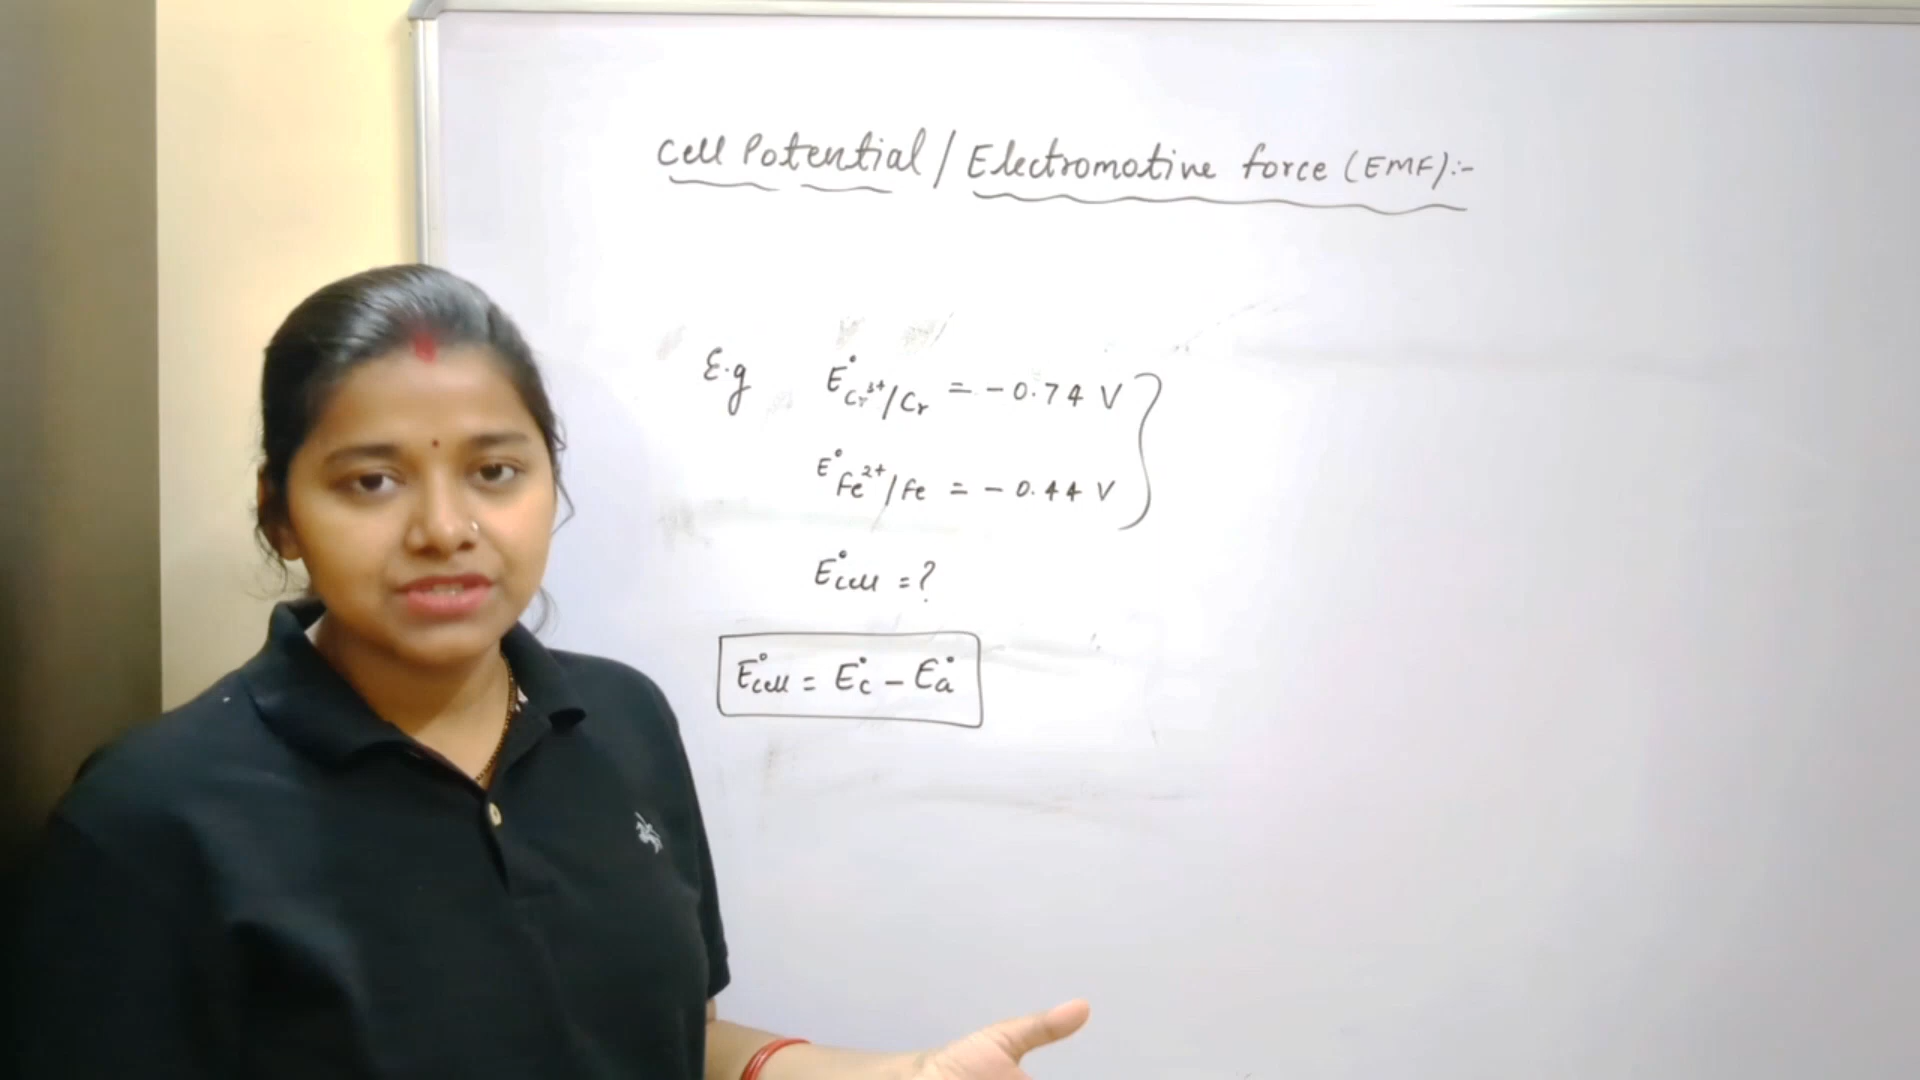 Cell Potential / Electromotive force (EMF):-
E.g E°Cr³⁺/Cr = - 0.74 V
E°Fe²⁺/Fe = - 0.44 V
E°cell = ?
E°cell = E°c - E°a